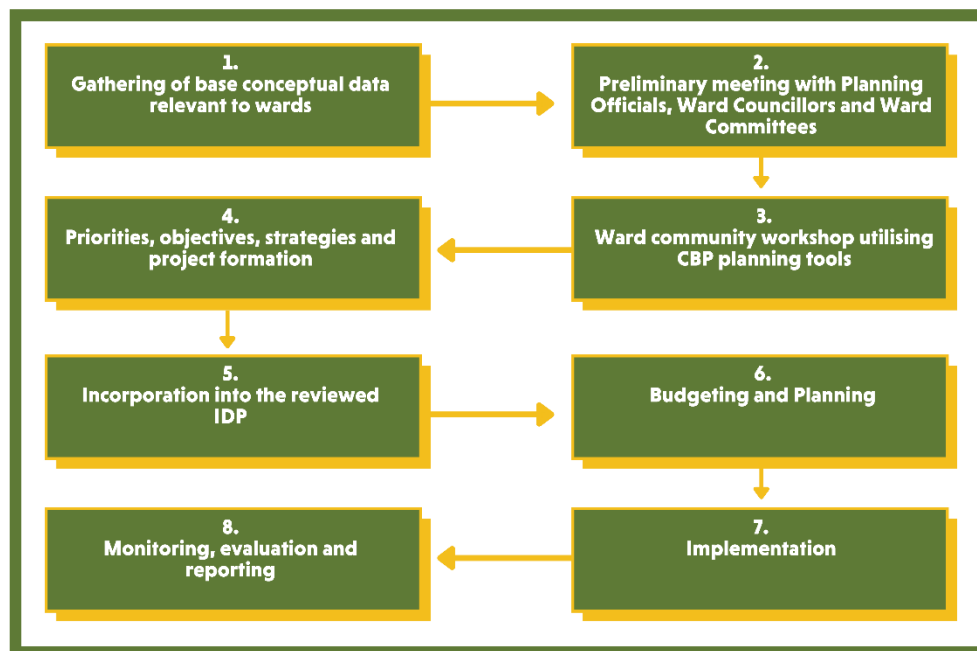 1.
Gathering of base conceptual data
relevant to wards
2.
Preliminary meeting with Planning
Officials, Ward Councillors and Ward
Committees
3.
Ward community workshop utilising
CBP planning tools
4.
Priorities, objectives, strategies and
project formation
5.
Incorporation into the reviewed
IDP
6.
Budgeting and Planning
7.
Implementation
8.
Monitoring, evaluation and
reporting